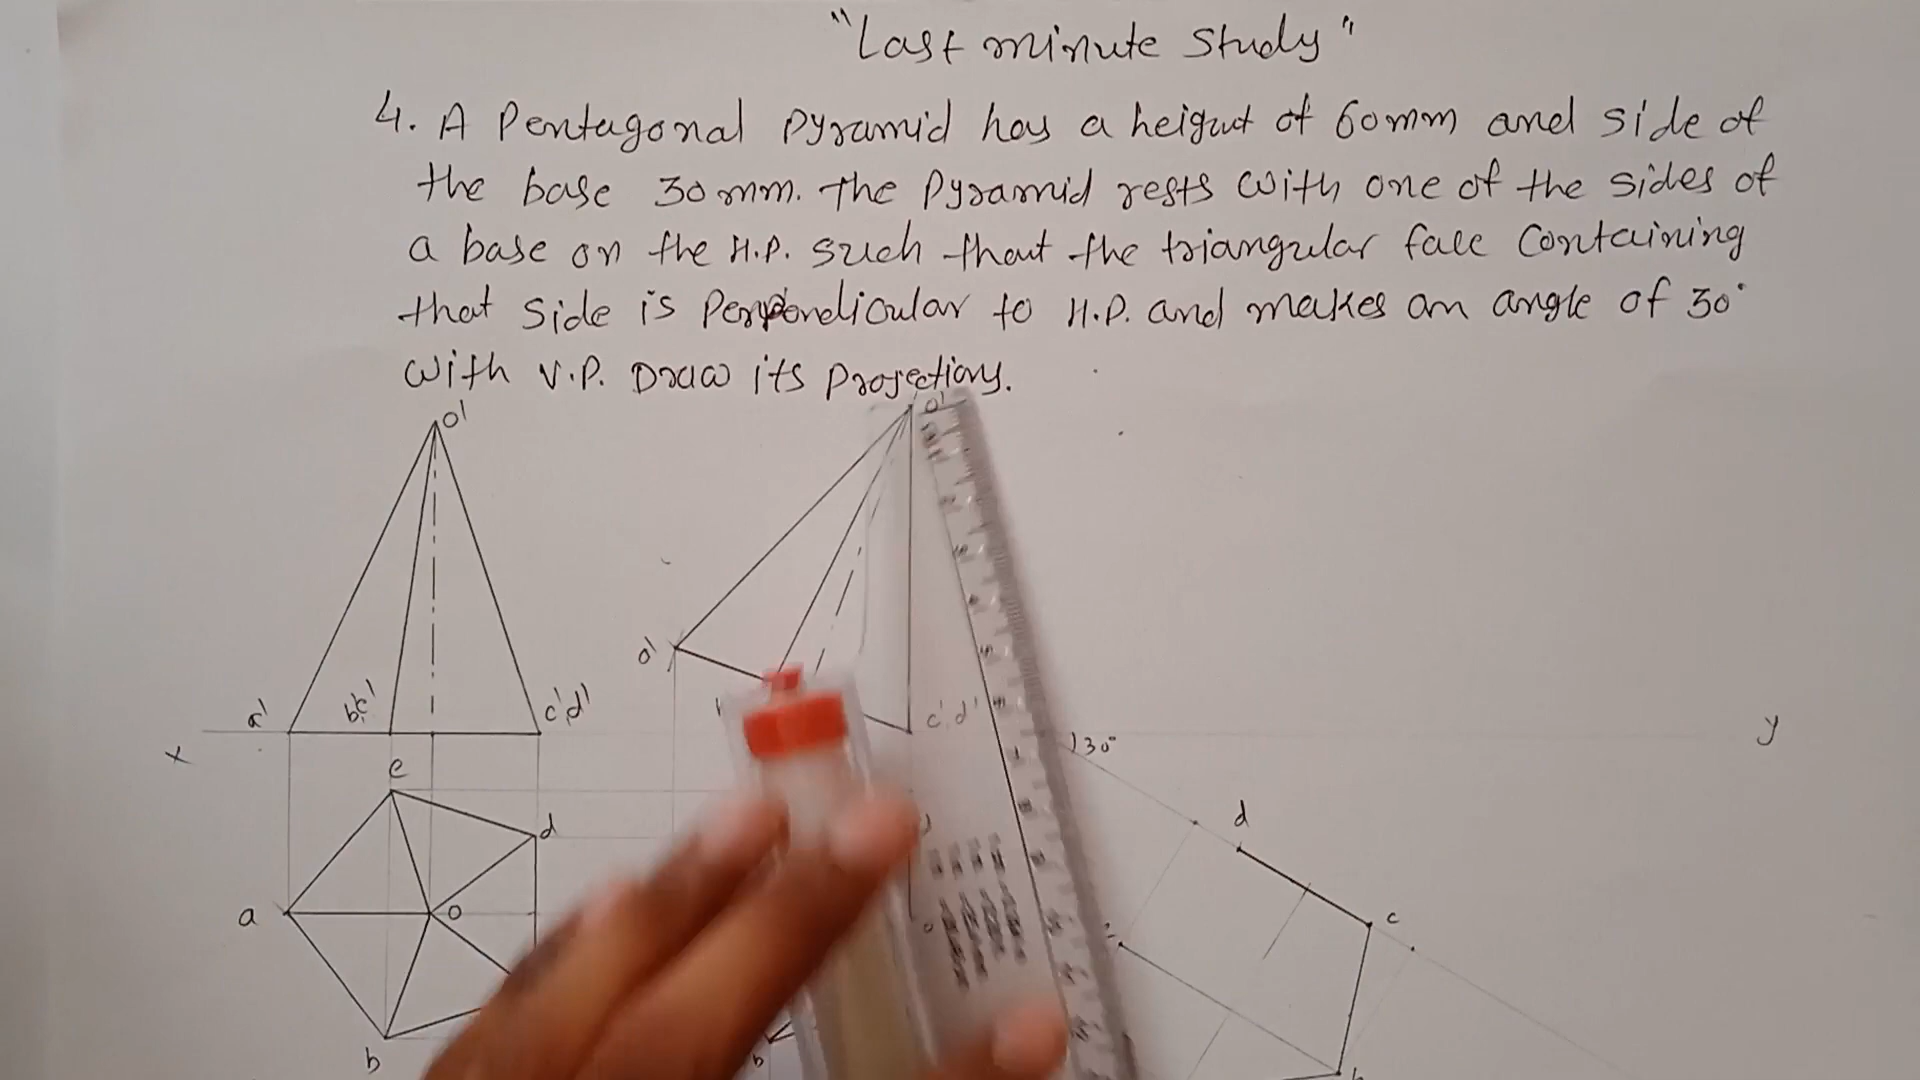 "Last minute study"
4. A Pentagonal pyramid has a height of 60mm and side of
the base 30mm. The pyramid rests with one of the sides of
a base on the H.P. such that the triangular face containing
that side is Perpendicular to H.P. and makes an angle of 30°
with V.P. Draw its projections.
o' o'
a'
a' b'c' c'd' c'd'
x 30° y
e
d d
a o o c
b b b